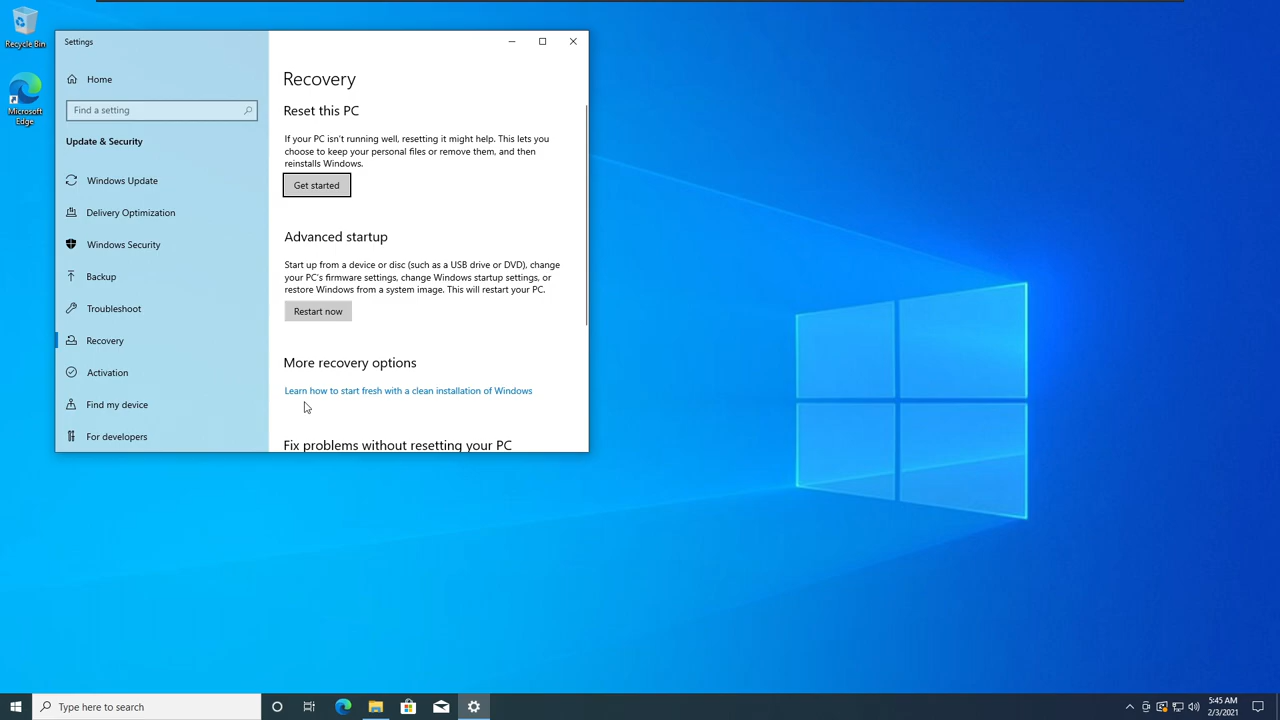 Recycle Bin
Microsoft
Edge
Settings
Home
Find a setting
Update & Security
Windows Update
Delivery Optimization
Windows Security
Backup
Troubleshoot
Recovery
Activation
Find my device
For developers
Recovery
Reset this PC
If your PC isn't running well, resetting it might help. This lets you
choose to keep your personal files or remove them, and then
reinstalls Windows.
Get started
Advanced startup
Start up from a device or disc (such as a USB drive or DVD), change
your PC's firmware settings, change Windows startup settings, or
restore Windows from a system image. This will restart your PC.
Restart now
More recovery options
Learn how to start fresh with a clean installation of Windows
Fix problems without resetting your PC
Type here to search
5:45 AM
2/3/2021